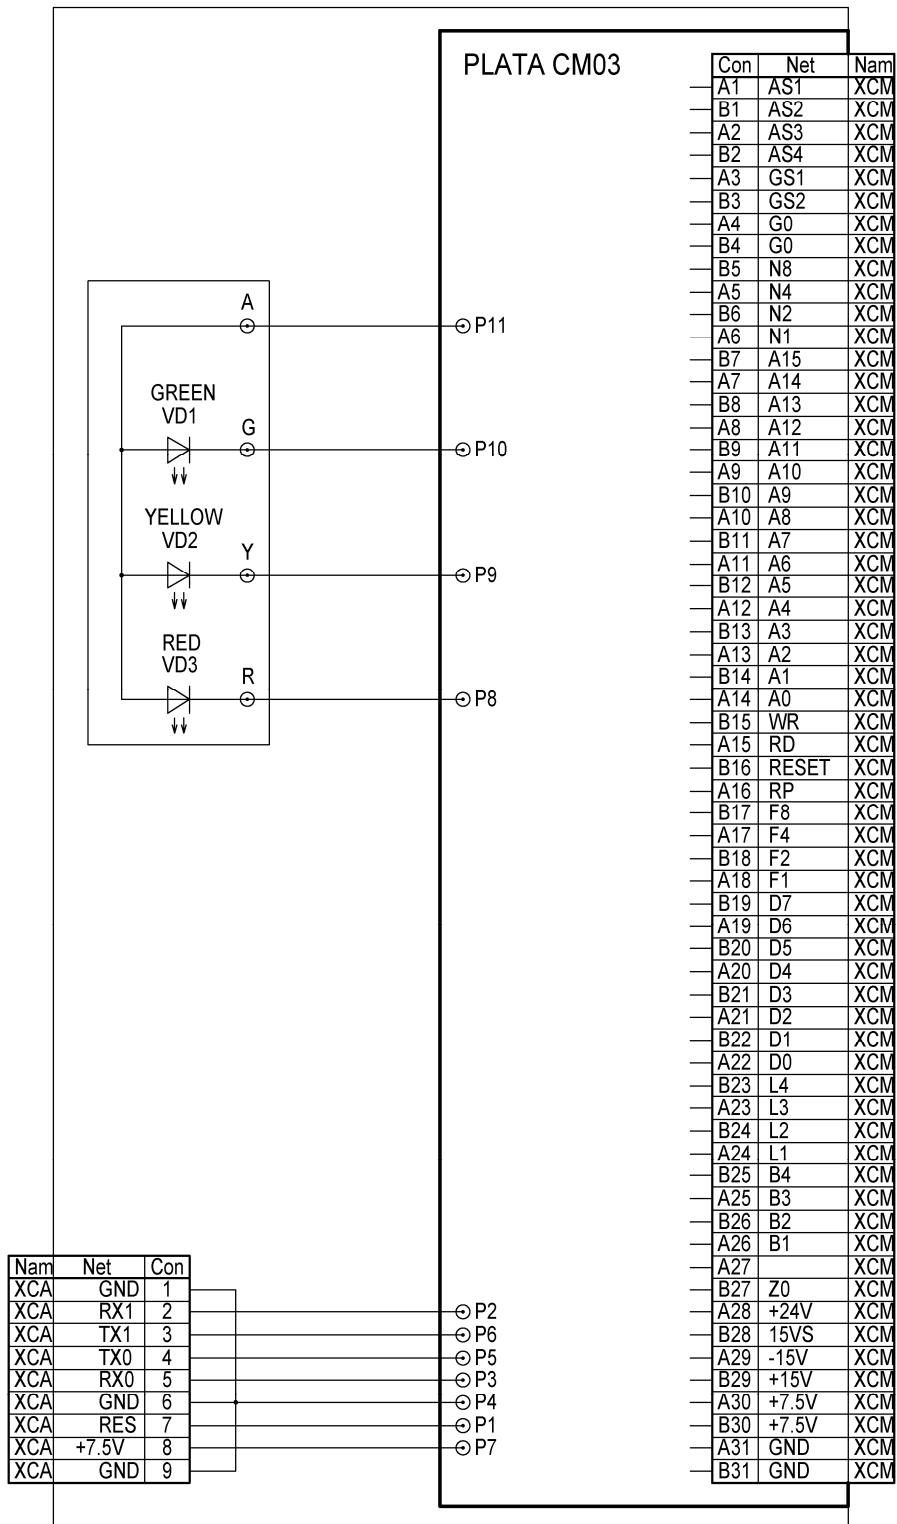 PLATA CM03
Con Net Nam
A1 AS1 XCM
B1 AS2 XCM
A2 AS3 XCM
B2 AS4 XCM
A3 GS1 XCM
B3 GS2 XCM
A4 G0 XCM
B4 G0 XCM
B5 N8 XCM
A5 N4 XCM
B6 N2 XCM
A6 N1 XCM
B7 A15 XCM
A7 A14 XCM
B8 A13 XCM
A8 A12 XCM
B9 A11 XCM
A9 A10 XCM
B10 A9 XCM
A10 A8 XCM
B11 A7 XCM
A11 A6 XCM
B12 A5 XCM
A12 A4 XCM
B13 A3 XCM
A13 A2 XCM
B14 A1 XCM
A14 A0 XCM
B15 WR XCM
A15 RD XCM
B16 RESET XCM
A16 RP XCM
B17 F8 XCM
A17 F4 XCM
B18 F2 XCM
A18 F1 XCM
B19 D7 XCM
A19 D6 XCM
B20 D5 XCM
A20 D4 XCM
B21 D3 XCM
A21 D2 XCM
B22 D1 XCM
A22 D0 XCM
B23 L4 XCM
A23 L3 XCM
B24 L2 XCM
A24 L1 XCM
B25 B4 XCM
A25 B3 XCM
B26 B2 XCM
A26 B1 XCM
A27 XCM
B27 Z0 XCM
A28 +24V XCM
B28 15VS XCM
A29 -15V XCM
B29 +15V XCM
A30 +7.5V XCM
B30 +7.5V XCM
A31 GND XCM
B31 GND XCM
A
P11
GREEN
VD1
G
P10
YELLOW
VD2
Y
P9
RED
VD3
R
P8
Nam Net Con
XCA GND 1
XCA RX1 2
XCA TX1 3
XCA TX0 4
XCA RX0 5
XCA GND 6
XCA RES 7
XCA +7.5V 8
XCA GND 9
P2
P6
P5
P3
P4
P1
P7